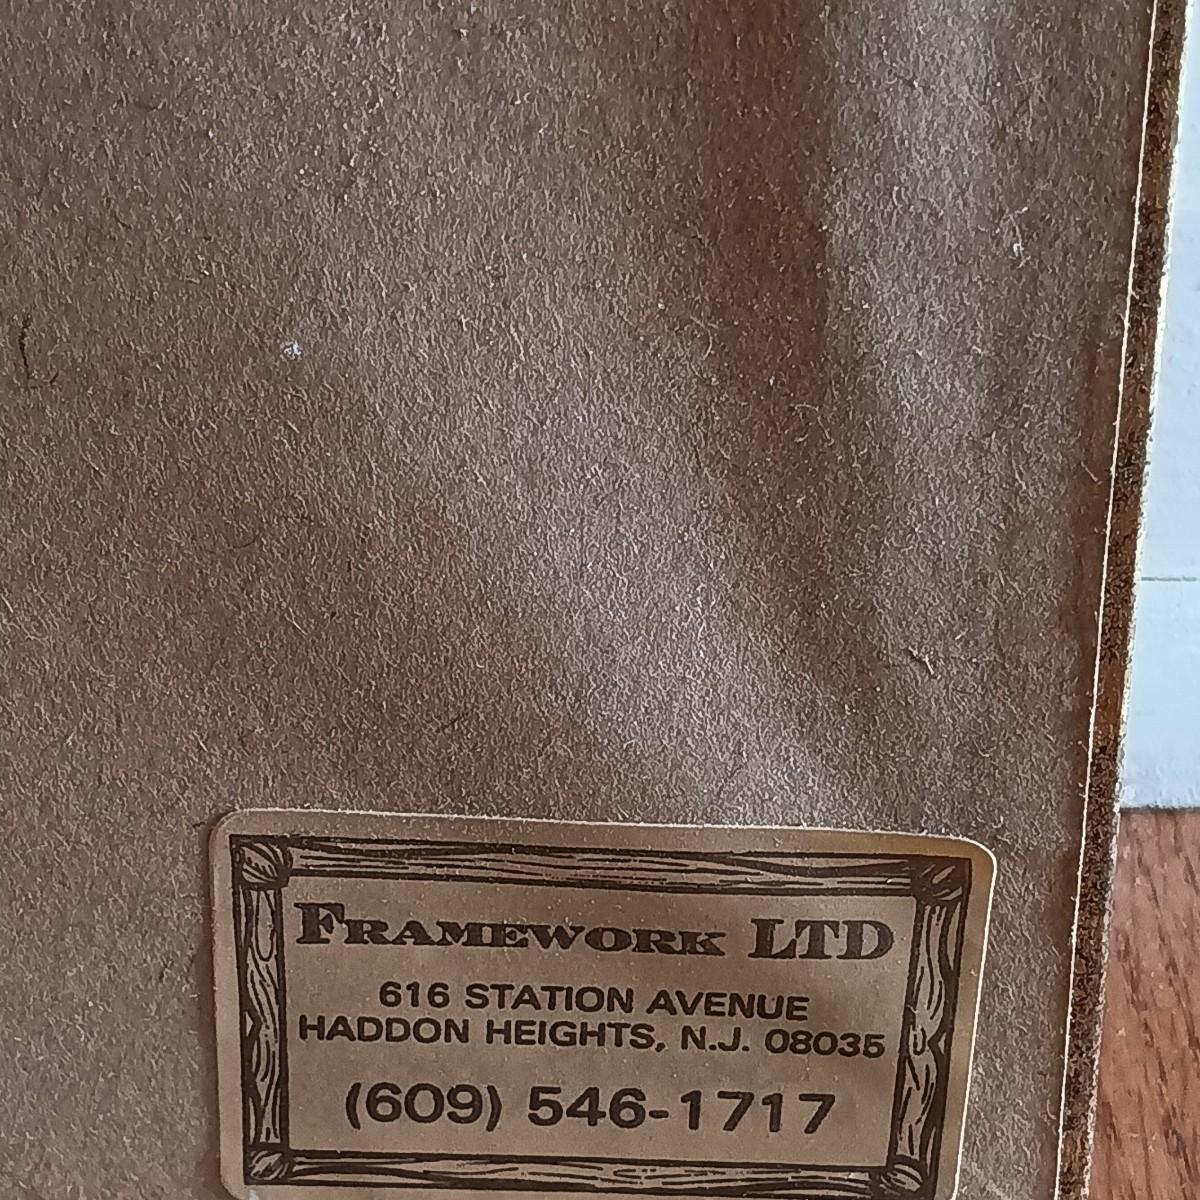 FRAMEWORK LTD
616 STATION AVENUE
HADDON HEIGHTS, N.J. 08035
(609) 546-1717